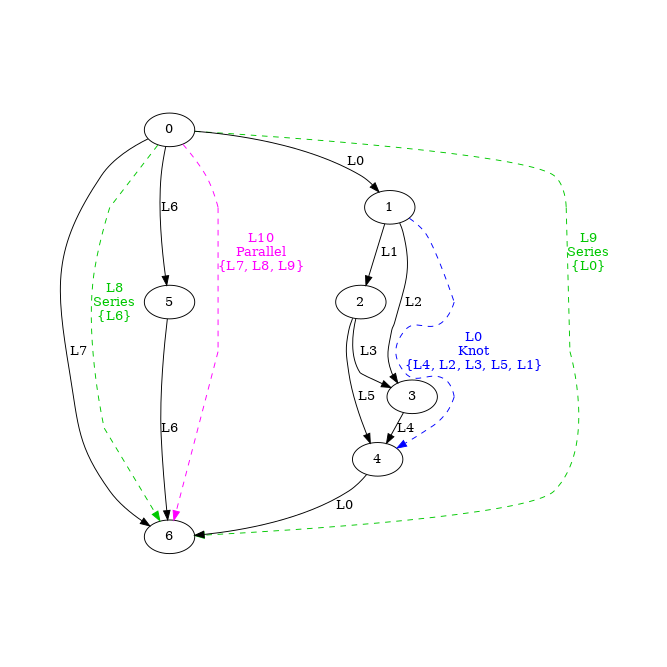 0
L0
1
L6
L10
Parallel
{L7, L8, L9}
L1
L9
Series
{L0}
L8
Series
{L6}
5
2
L2
L7
L3
L0
Knot
{L4, L2, L3, L5, L1}
L5
3
L6
L4
4
L0
6